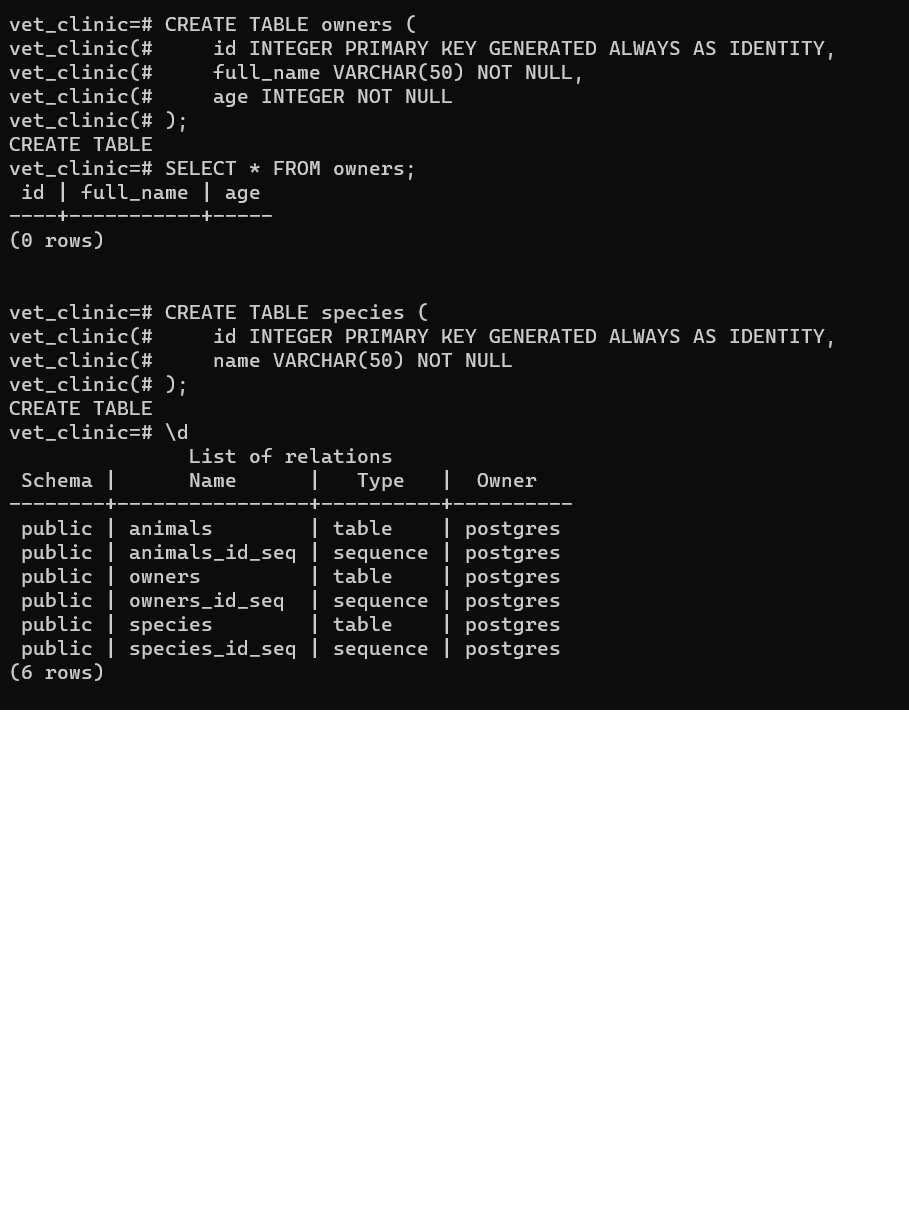 vet_clinic=# CREATE TABLE owners (
vet_clinic(#     id INTEGER PRIMARY KEY GENERATED ALWAYS AS IDENTITY,
vet_clinic(#     full_name VARCHAR(50) NOT NULL,
vet_clinic(#     age INTEGER NOT NULL
vet_clinic(# );
CREATE TABLE
vet_clinic=# SELECT * FROM owners;
 id | full_name | age
----+-----------+-----
(0 rows)
vet_clinic=# CREATE TABLE species (
vet_clinic(#     id INTEGER PRIMARY KEY GENERATED ALWAYS AS IDENTITY,
vet_clinic(#     name VARCHAR(50) NOT NULL
vet_clinic(# );
CREATE TABLE
vet_clinic=# \d
               List of relations
 Schema |      Name      |   Type   |  Owner
--------+----------------+----------+----------
 public | animals        | table    | postgres
 public | animals_id_seq | sequence | postgres
 public | owners         | table    | postgres
 public | owners_id_seq  | sequence | postgres
 public | species        | table    | postgres
 public | species_id_seq | sequence | postgres
(6 rows)